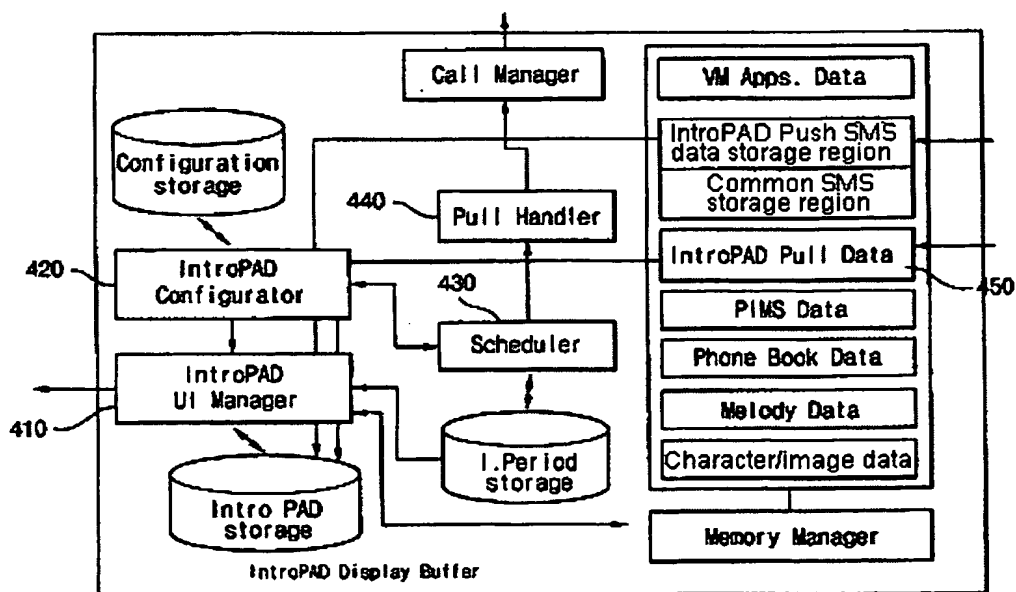 Call Manager
VM Apps. Data
IntroPAD Push SMS
data storage region
Common SMS
storage region
Configuration
storage
440
Pull Handler
IntroPAD Pull Data
450
420
IntroPAD
Configurator
430
Scheduler
PIMS Data
Phone Book Data
IntroPAD
UI Manager
410
Melody Data
I.Period
storage
Character/image data
Intro PAD
storage
Memory Manager
IntroPAD Display Buffer